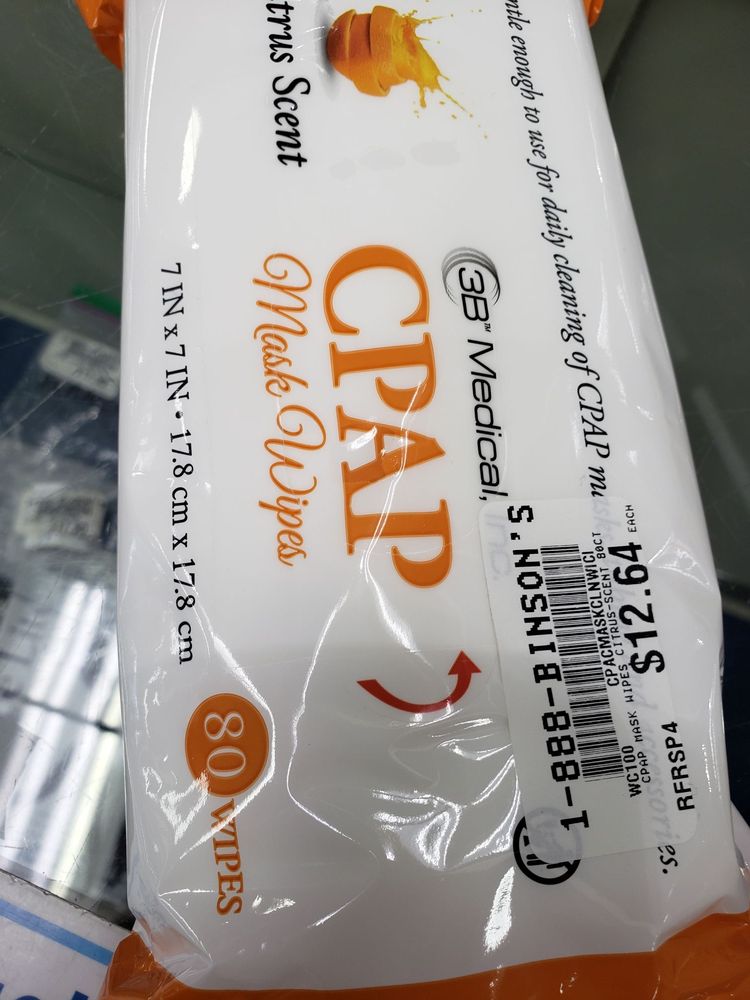 ntle enough to use for daily cleaning of CPAP
es.
3B™ Medical,
CPAP
Mask Wipes
trus Scent
7 IN x 7 IN • 17.8 cm x 17.8 cm
80
WIPES
1-888-BINSON'S
CPACMASKCLNWICI
WC100
CPAP MASK WIPES CITRUS-SCENT 80CT
$12.64 EACH
RFRSP4